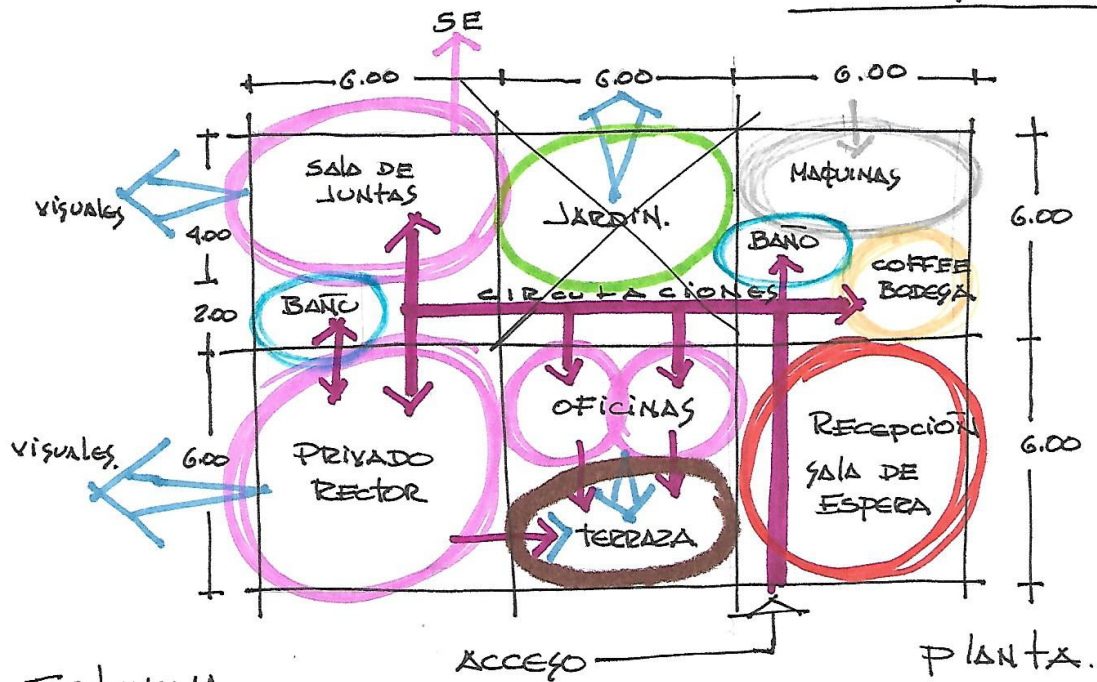 SE
6.00 6.00 6.00
SALA DE
JUNTAS
JARDIN.
MAQUINAS
VISUALES
4.00
6.00
BAÑO
COFFEE
BODEGA
CIRCULACIONES
BAÑO
2.00
OFICINAS
RECEPCIÓN
SALA DE
ESPERA
VISUALES.
6.00
6.00
PRIVADO
RECTOR
TERRAZA
ACCESO
PLANTA.